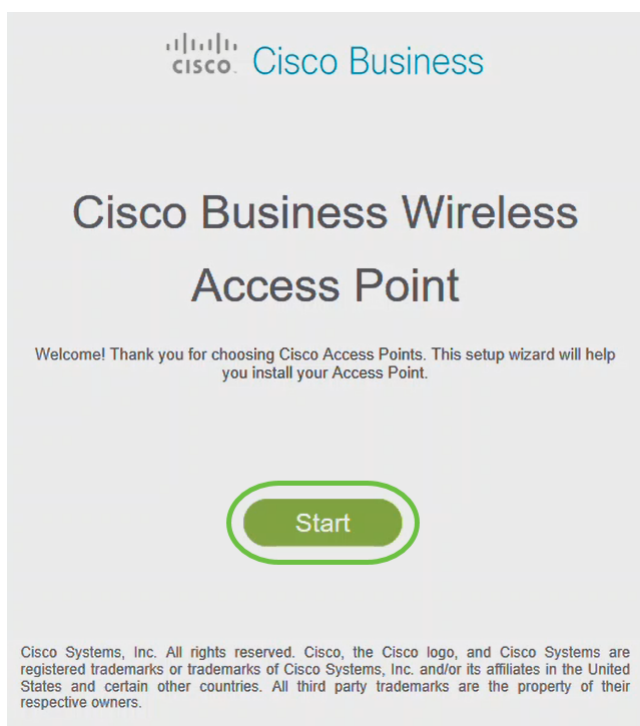 CISCO. Cisco Business
Cisco Business Wireless
Access Point
Welcome! Thank you for choosing Cisco Access Points. This setup wizard will help
you install your Access Point.
Start
Cisco Systems, Inc. All rights reserved. Cisco, the Cisco logo, and Cisco Systems are
registered trademarks or trademarks of Cisco Systems, Inc. and/or its affiliates in the United
States and certain other countries. All third party trademarks are the property of their
respective owners.